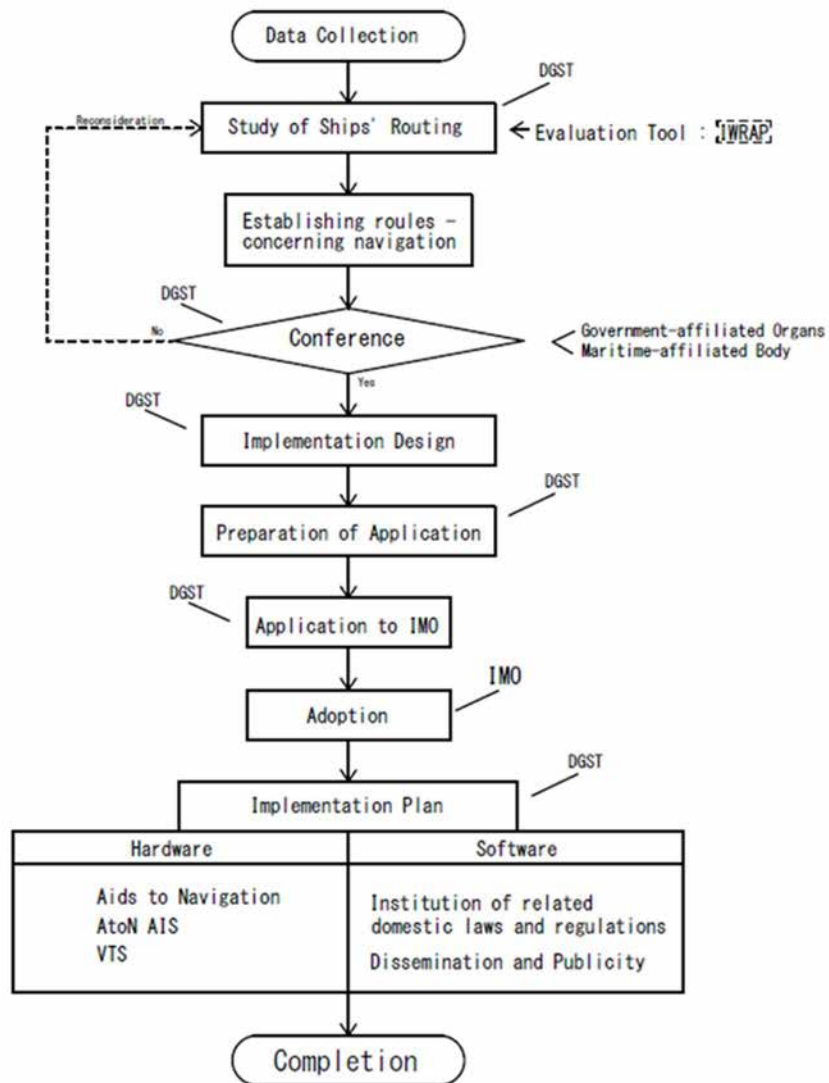 Data Collection
DGST
Reconsideration
Study of Ships' Routing
Evaluation Tool : IWRAP
Establishing roules -
concerning navigation
DGST
No
Conference
Government-affiliated Organs
Maritime-affiliated Body
Yes
DGST
Implementation Design
DGST
Preparation of Application
DGST
Application to IMO
IMO
Adoption
DGST
Implementation Plan
Hardware
Software
Aids to Navigation
AtoN AIS
VTS
Institution of related
domestic laws and regulations
Dissemination and Publicity
Completion